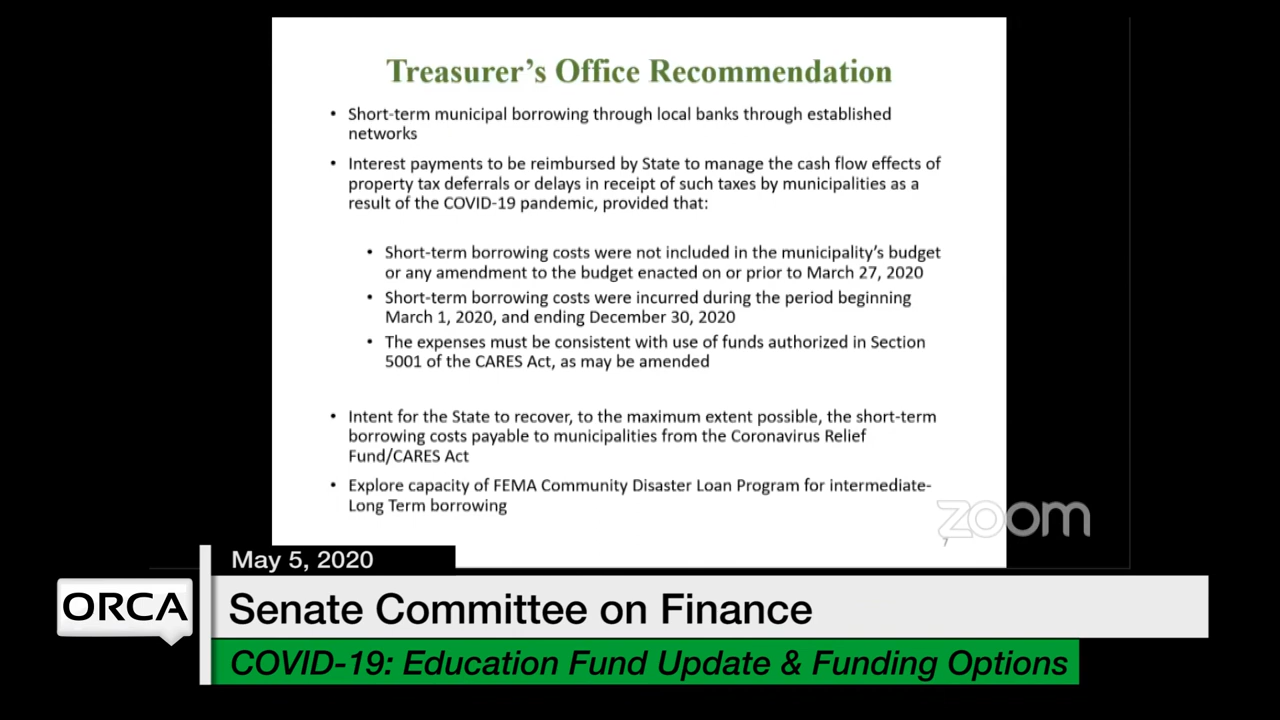 Treasurer's Office Recommendation
• Short-term municipal borrowing through local banks through established
networks
• Interest payments to be reimbursed by State to manage the cash flow effects of
property tax deferrals or delays in receipt of such taxes by municipalities as a
result of the COVID-19 pandemic, provided that:
• Short-term borrowing costs were not included in the municipality's budget
or any amendment to the budget enacted on or prior to March 27, 2020
• Short-term borrowing costs were incurred during the period beginning
March 1, 2020, and ending December 30, 2020
• The expenses must be consistent with use of funds authorized in Section
5001 of the CARES Act, as may be amended
• Intent for the State to recover, to the maximum extent possible, the short-term
borrowing costs payable to municipalities from the Coronavirus Relief
Fund/CARES Act
• Explore capacity of FEMA Community Disaster Loan Program for intermediate-
Long Term borrowing
zoom
May 5, 2020
ORCA
Senate Committee on Finance
COVID-19: Education Fund Update & Funding Options